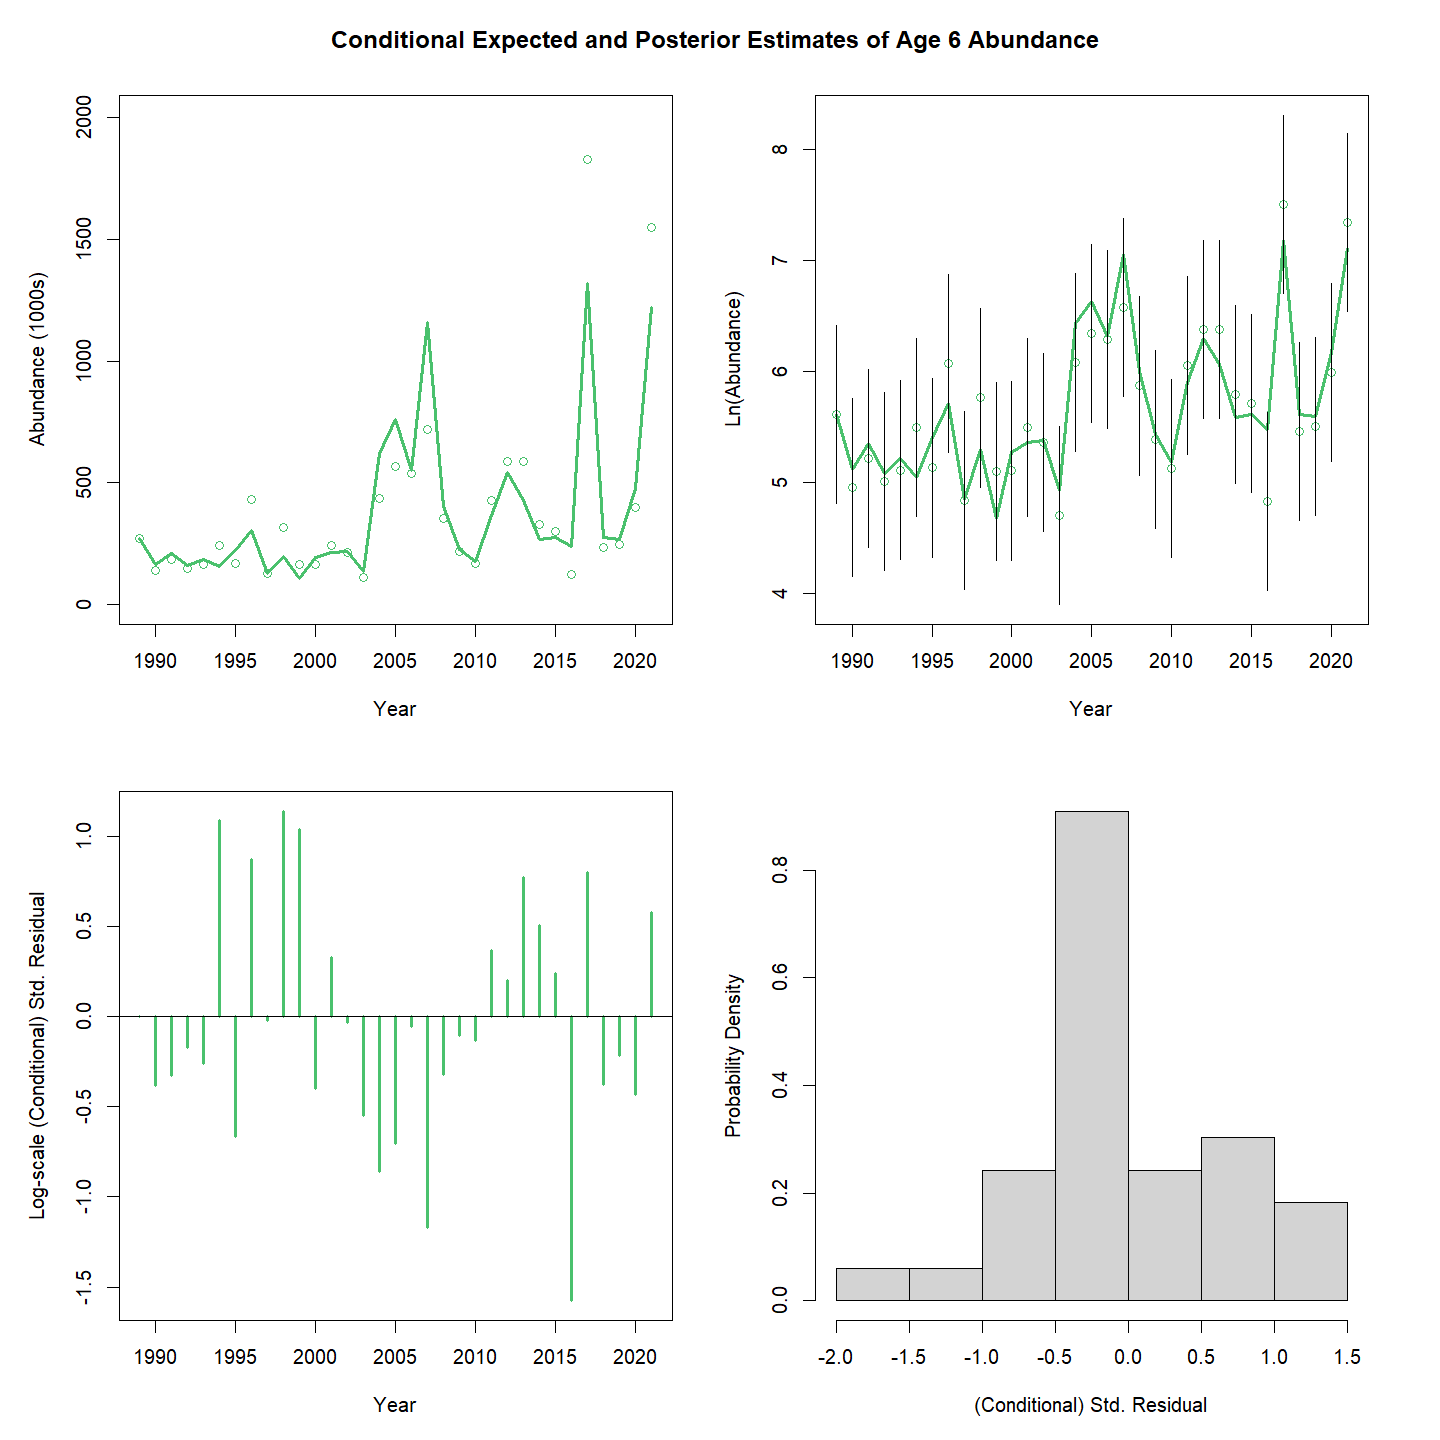 Conditional Expected and Posterior Estimates of Age 6 Abundance
Abundance (1000s)
2000
1500
1000
500
0
1990 1995 2000 2005 2010 2015 2020
Year
Ln(Abundance)
8
7
6
5
4
1990 1995 2000 2005 2010 2015 2020
Year
Log-scale (Conditional) Std. Residual
1.0
0.5
0.0
-0.5
-1.0
-1.5
1990 1995 2000 2005 2010 2015 2020
Year
Probability Density
0.8
0.6
0.4
0.2
0.0
-2.0 -1.5 -1.0 -0.5 0.0 0.5 1.0 1.5
(Conditional) Std. Residual